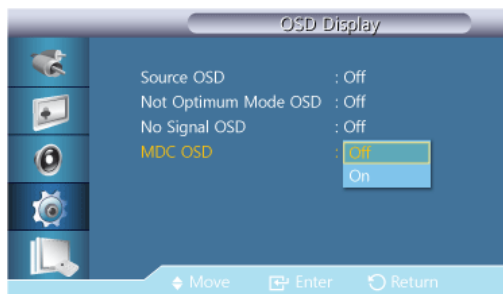 OSD Display
Source OSD : Off
Not Optimum Mode OSD : Off
No Signal OSD : Off
MDC OSD : Off
On
Move Enter Return